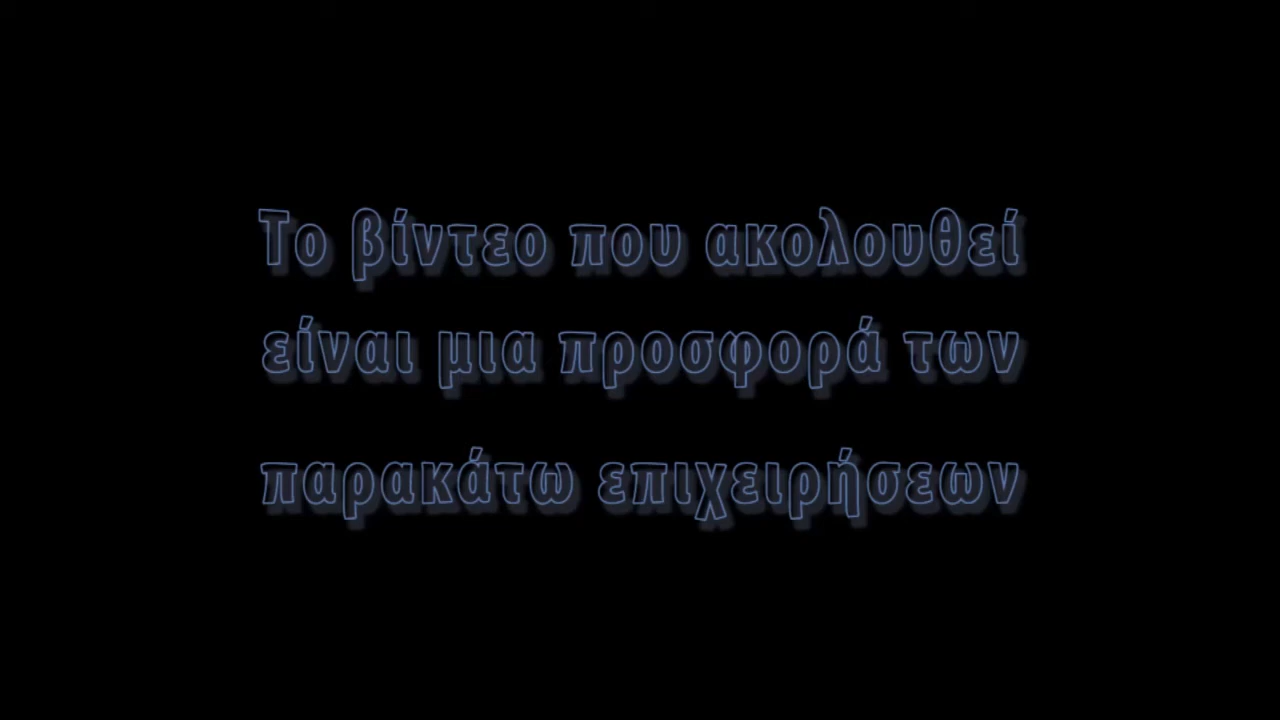 Το βίντεο που ακολουθεί
είναι μια προσφορά των
παρακάτω επιχειρήσεων